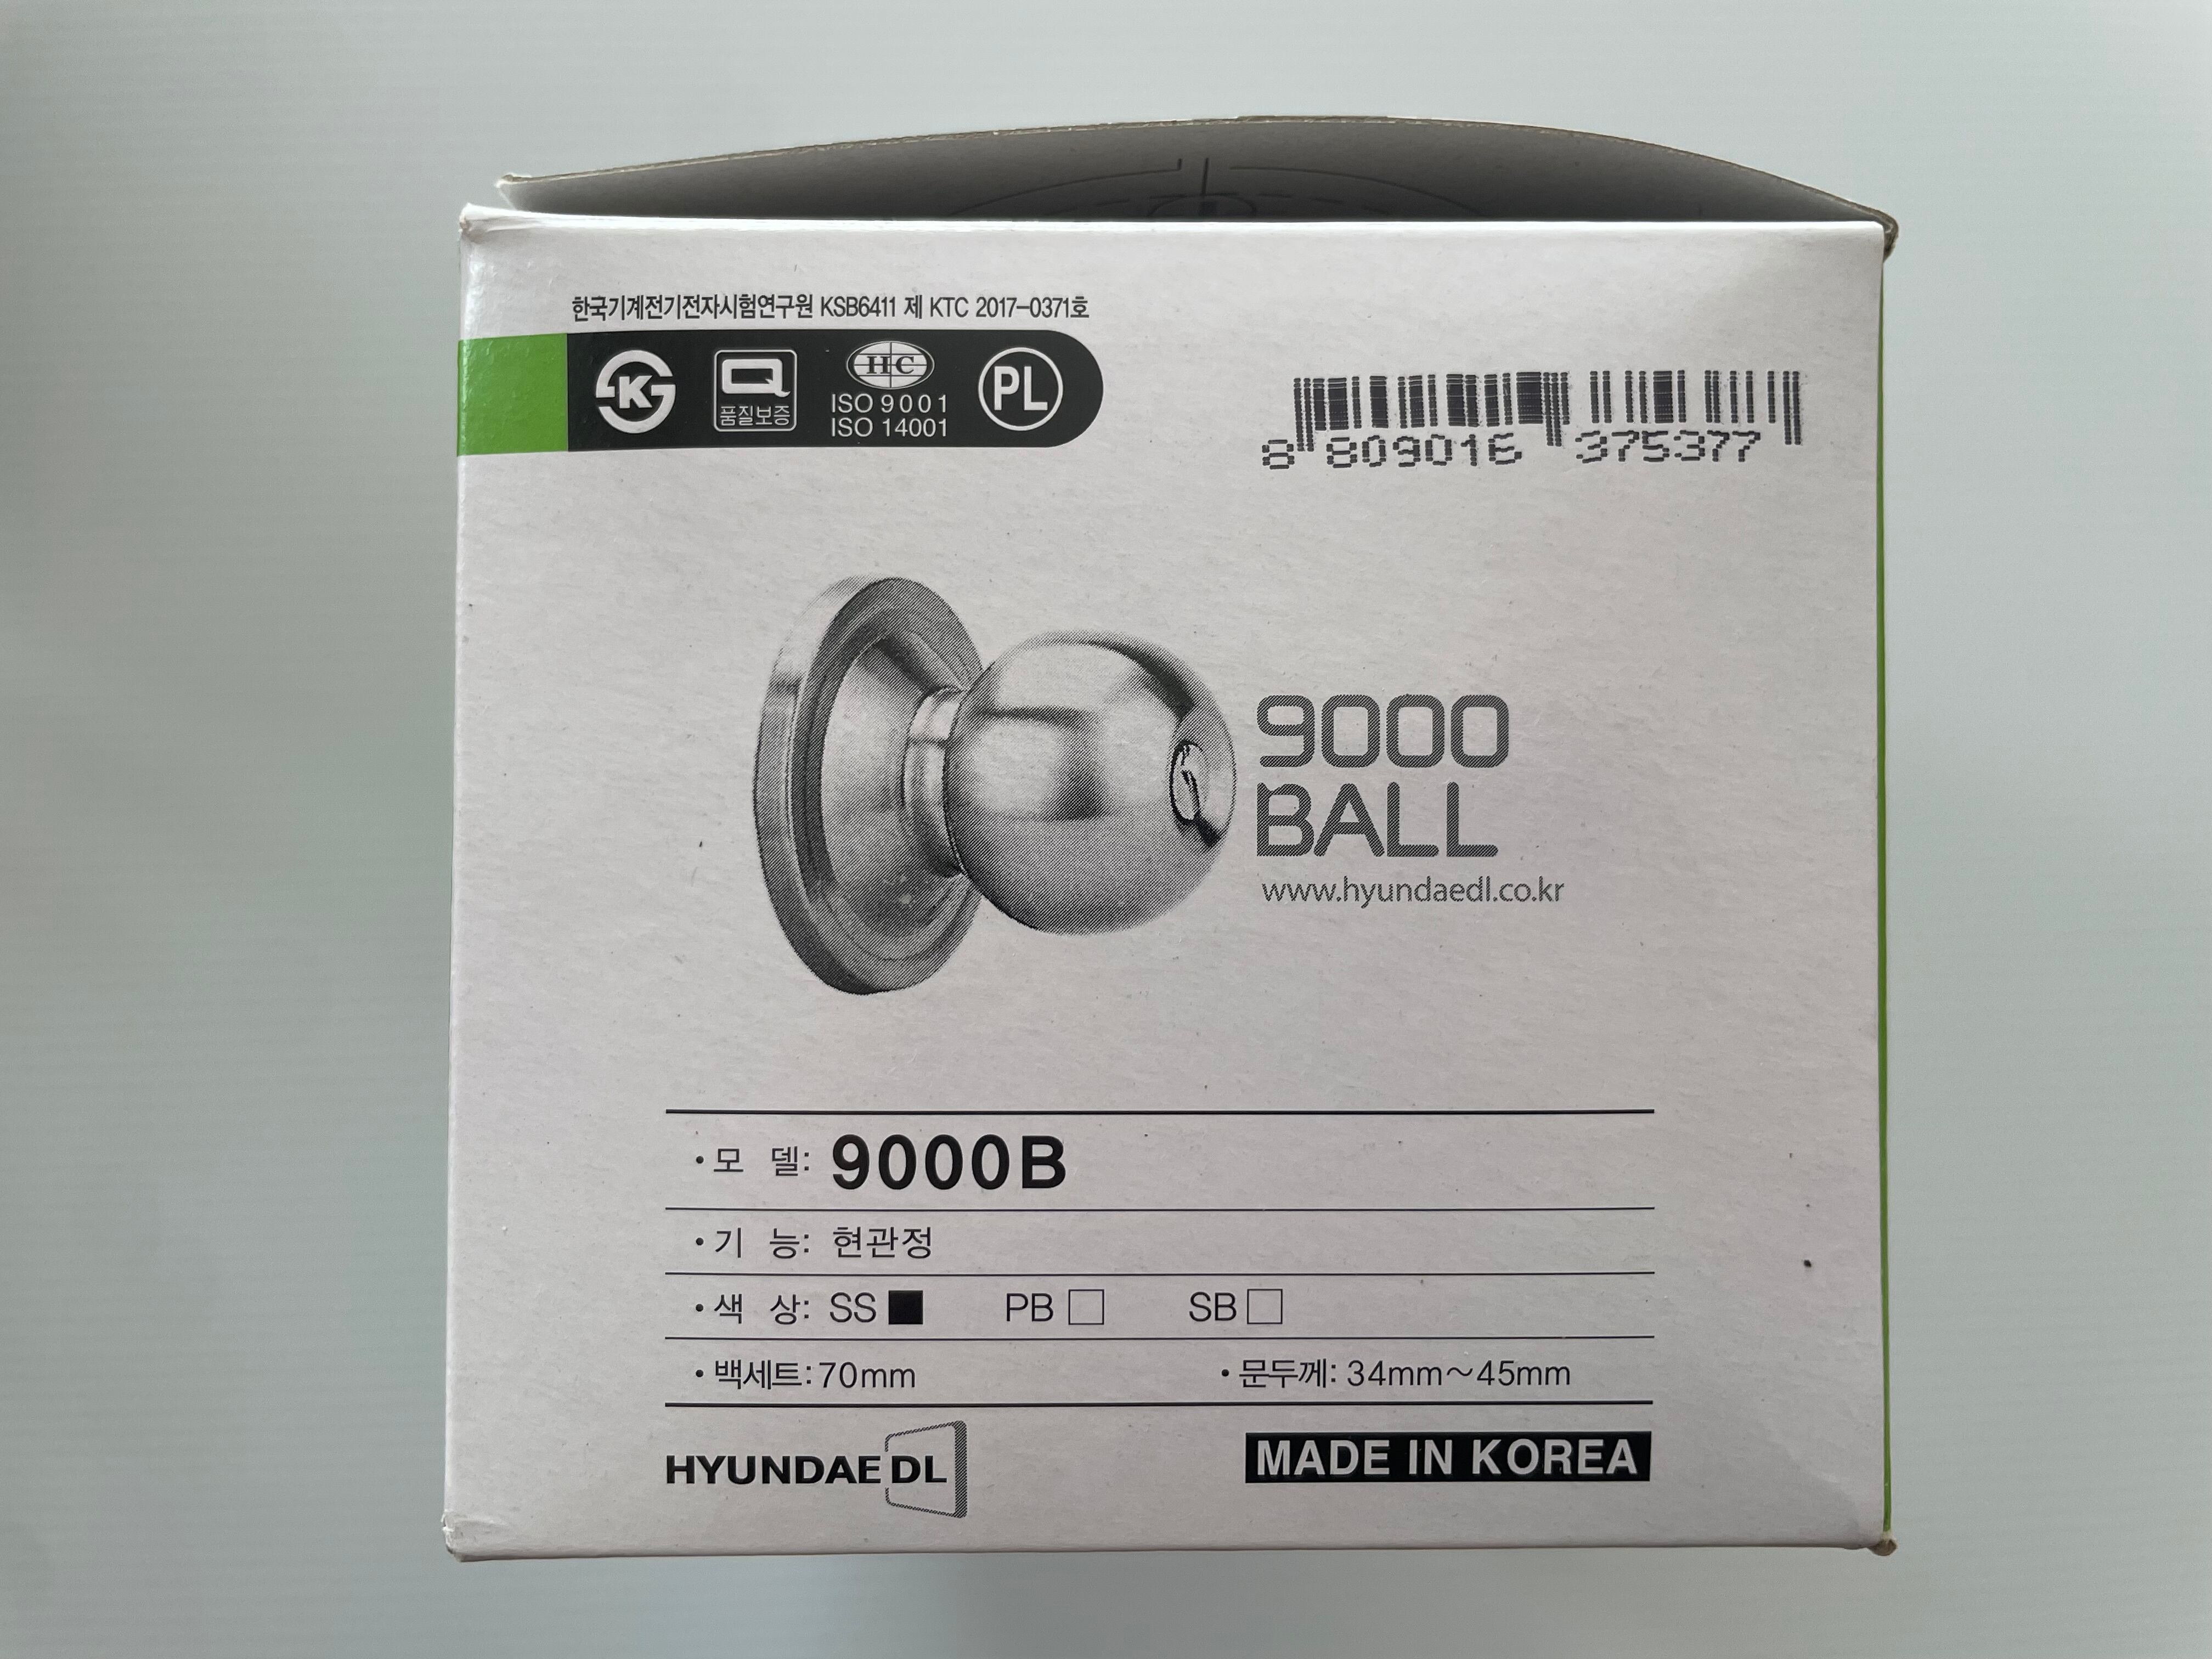 한국기계전기전자시험연구원 KSB6411 제 KTC 2017-0371호
K
Q
품질보증
HC
ISO 9001
ISO 14001
PL
8 809016 375377
9000
BALL
www.hyundaedl.co.kr
•모 델: 9000B
•기 능: 현관정
•색 상: SS■ PB□ SB□
•백세트:70mm •문두께: 34mm~45mm
HYUNDAE DL
MADE IN KOREA